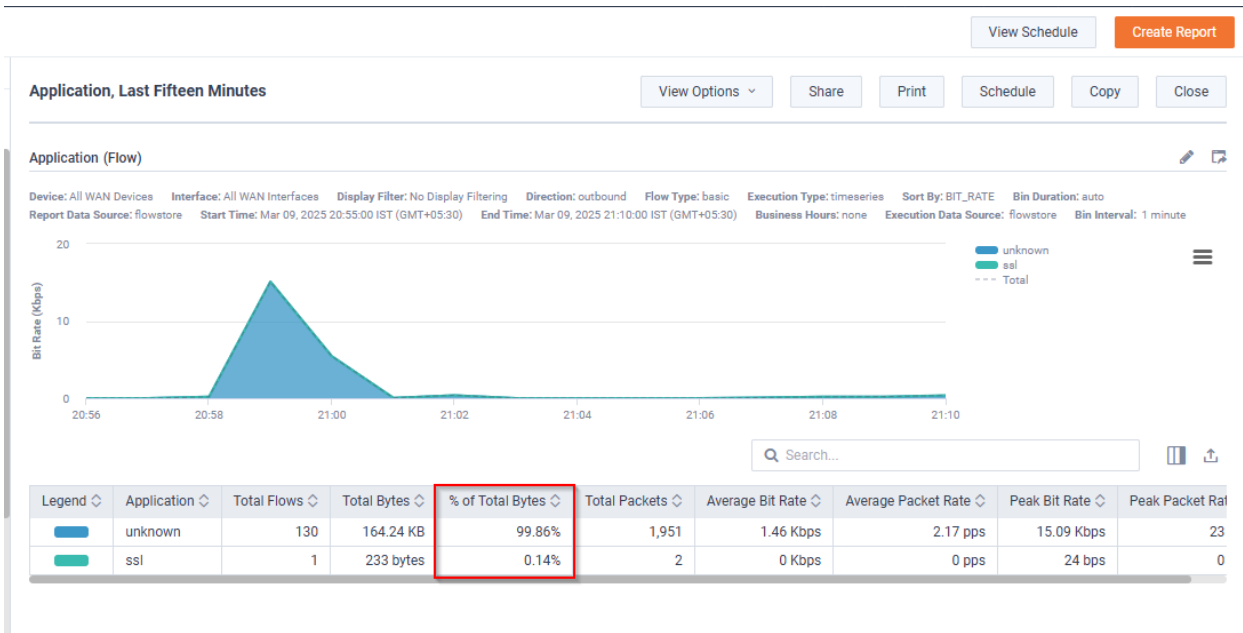 View Schedule Create Report
Application, Last Fifteen Minutes View Options Share Print Schedule Copy Close
Application (Flow)
Device: All WAN Devices Interface: All WAN Interfaces Display Filter: No Display Filtering Direction: outbound Flow Type: basic Execution Type: timeseries Sort By: BIT_RATE Bin Duration: auto
Report Data Source: flowstore Start Time: Mar 09, 2025 20:55:00 IST (GMT+05:30) End Time: Mar 09, 2025 21:10:00 IST (GMT+05:30) Business Hours: none Execution Data Source: flowstore Bin Interval: 1 minute
Bit Rate (Kbps)
20
10
0
20:56 20:58 21:00 21:02 21:04 21:06 21:08 21:10
unknown
ssl
Total
Search...
Legend Application Total Flows Total Bytes % of Total Bytes Total Packets Average Bit Rate Average Packet Rate Peak Bit Rate Peak Packet Rat
unknown 130 164.24 KB 99.86% 1,951 1.46 Kbps 2.17 pps 15.09 Kbps 23
ssl 1 233 bytes 0.14% 2 0 Kbps 0 pps 24 bps 0